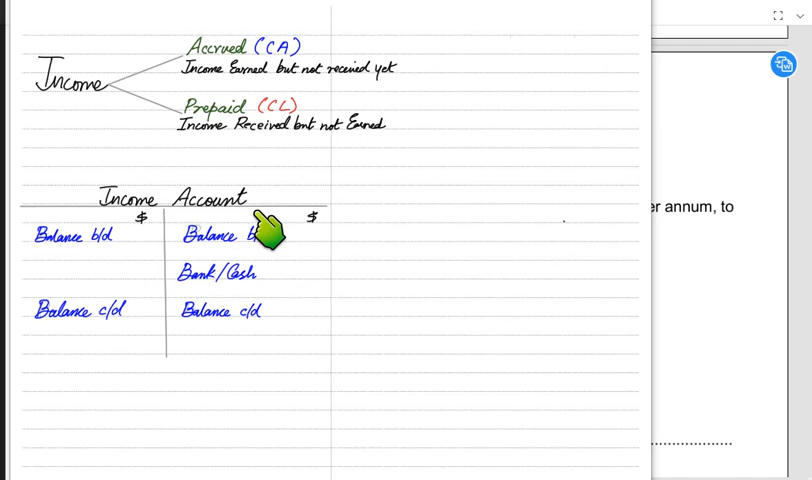 Accrued (CA)
Income Earned but not received yet
Income
Prepaid (CL)
Income Received but not Earned
Income Account
$ $
Balance b/d Balance
Bank/Cash
Balance c/d Balance c/d
er annum, to